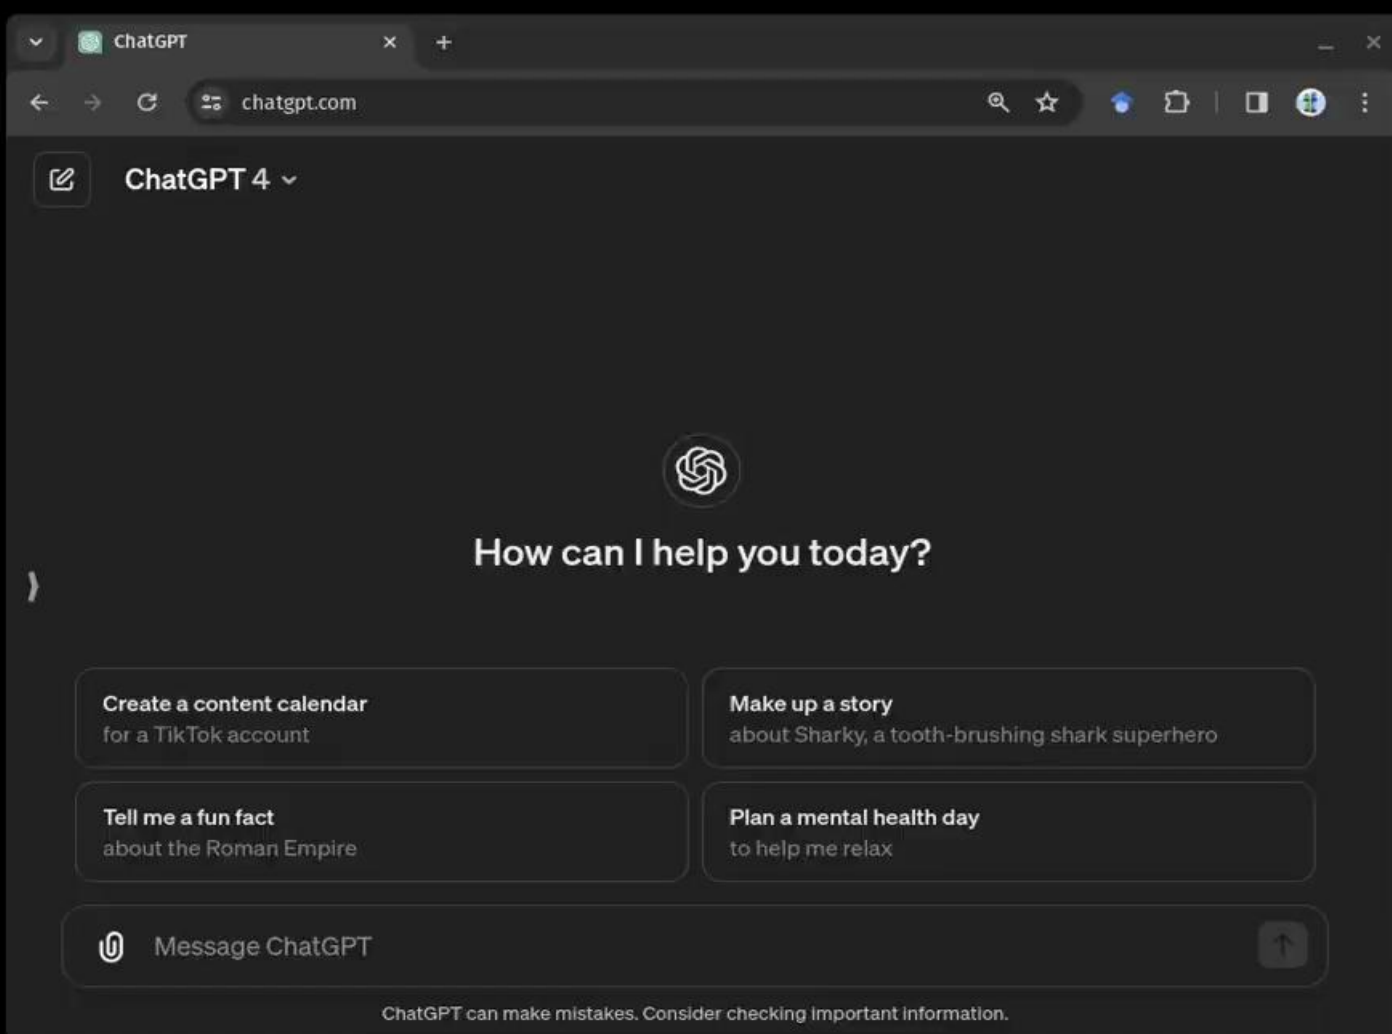 ChatGPT
chatgpt.com
ChatGPT 4
How can I help you today?
Create a content calendar
for a TikTok account
Make up a story
about Sharky, a tooth-brushing shark superhero
Tell me a fun fact
about the Roman Empire
Plan a mental health day
to help me relax
Message ChatGPT
ChatGPT can make mistakes. Consider checking important information.